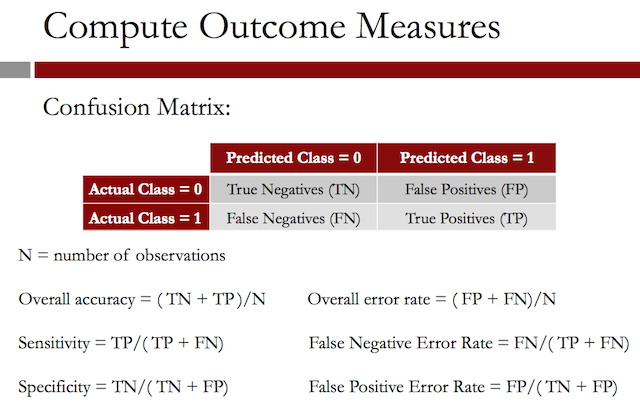 Compute Outcome Measures
Confusion Matrix:
Predicted Class = 0 Predicted Class = 1
Actual Class = 0 True Negatives (TN) False Positives (FP)
Actual Class = 1 False Negatives (FN) True Positives (TP)
N = number of observations
Overall accuracy = ( TN + TP )/N Overall error rate = ( FP + FN)/N
Sensitivity = TP/( TP + FN) False Negative Error Rate = FN/( TP + FN)
Specificity = TN/( TN + FP) False Positive Error Rate = FP/( TN + FP)